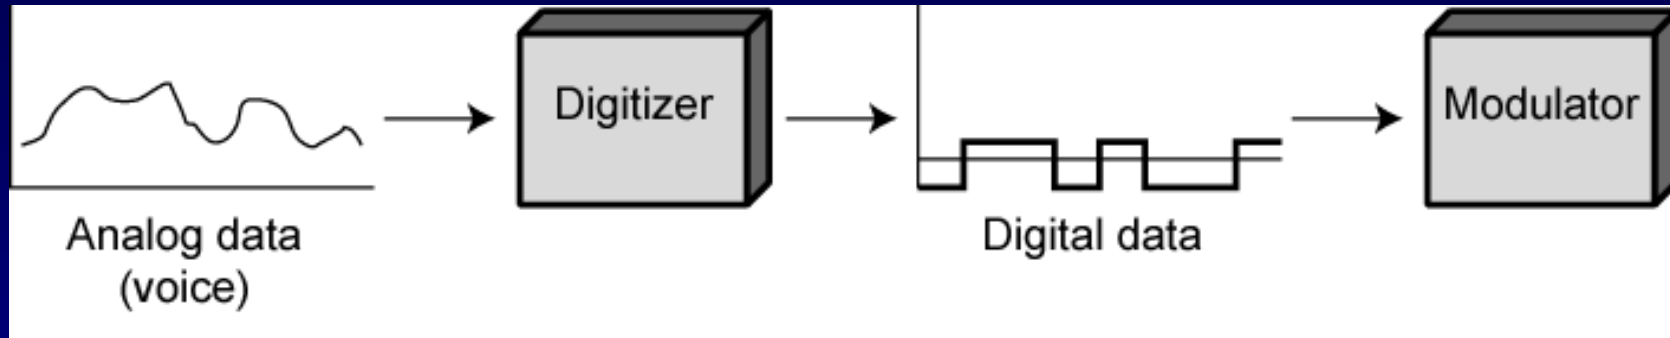 Digitizer
Modulator
Analog data
(voice)
Digital data